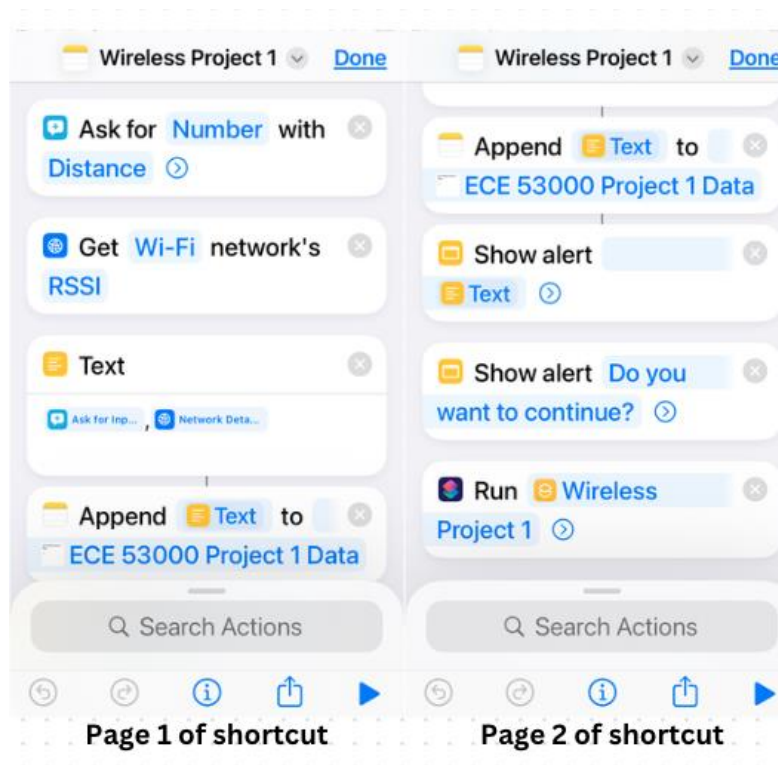 Wireless Project 1 Done
Ask for Number with
Distance
Get Wi-Fi network's
RSSI
Text
Ask for Inp... , Network Deta...
Append Text to
ECE 53000 Project 1 Data
Search Actions
Page 1 of shortcut
Wireless Project 1 Done
Append Text to
ECE 53000 Project 1 Data
Show alert
Text
Show alert Do you
want to continue?
Run Wireless
Project 1
Search Actions
Page 2 of shortcut